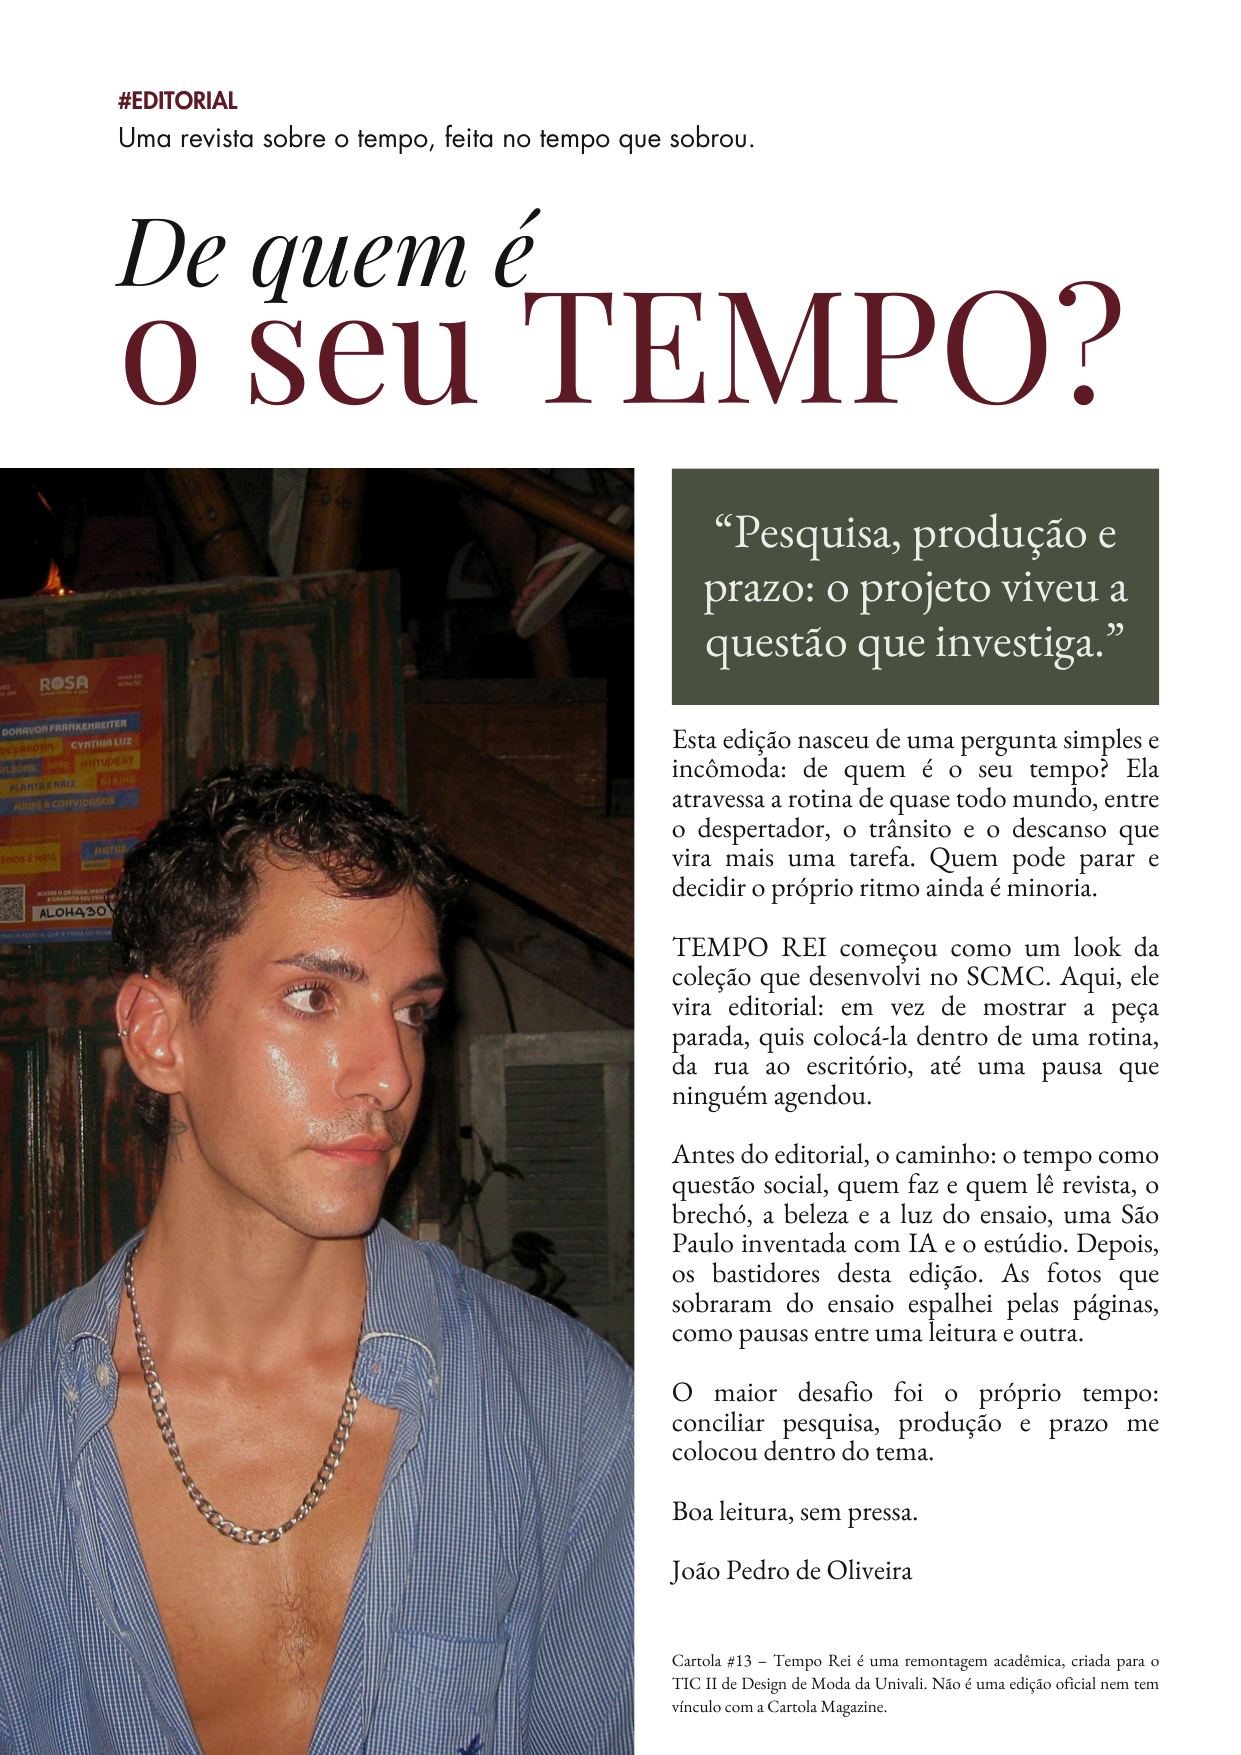 #EDITORIAL
Uma revista sobre o tempo, feita no tempo que sobrou.
De quem é
o seu TEMPO?
“Pesquisa, produção e
prazo: o projeto viveu a
questão que investiga.”
Esta edição nasceu de uma pergunta simples e
incômoda: de quem é o seu tempo? Ela
atravessa a rotina de quase todo mundo, entre
o despertador, o trânsito e o descanso que
vira mais uma tarefa. Quem pode parar e
decidir o próprio ritmo ainda é minoria.
TEMPO REI começou como um look da
coleção que desenvolvi no SCMC. Aqui, ele
vira editorial: em vez de mostrar a peça
parada, quis colocá-la dentro de uma rotina,
da rua ao escritório, até uma pausa que
ninguém agendou.
Antes do editorial, o caminho: o tempo como
questão social, quem faz e quem lê revista, o
brechó, a beleza e a luz do ensaio, uma São
Paulo inventada com IA e o estúdio. Depois,
os bastidores desta edição. As fotos que
sobraram do ensaio espalhei pelas páginas,
como pausas entre uma leitura e outra.
O maior desafio foi o próprio tempo:
conciliar pesquisa, produção e prazo me
colocou dentro do tema.
Boa leitura, sem pressa.
João Pedro de Oliveira
Cartola #13 – Tempo Rei é uma remontagem acadêmica, criada para o
TIC II de Design de Moda da Univali. Não é uma edição oficial nem tem
vínculo com a Cartola Magazine.
ROSA
DONAVON FRANKENREITER
CYNTHIA LUZ
PLANTA E RAIZ
MANÉ & CONVIDADOS
ALOHA30